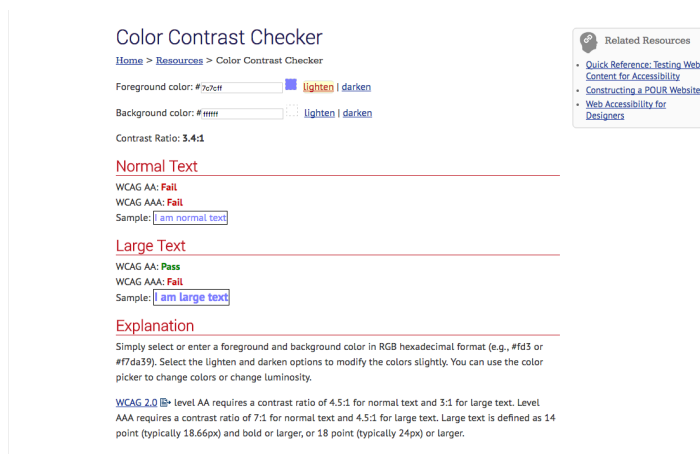 Color Contrast Checker
Home > Resources > Color Contrast Checker
Foreground color: #7c7cff lighten | darken
Background color: #ffffff lighten | darken
Contrast Ratio: 3.4:1
Normal Text
WCAG AA: Fail
WCAG AAA: Fail
Sample: I am normal text
Large Text
WCAG AA: Pass
WCAG AAA: Fail
Sample: I am large text
Explanation
Simply select or enter a foreground and background color in RGB hexadecimal format (e.g., #fd3 or
#f7da39). Select the lighten and darken options to modify the colors slightly. You can use the color
picker to change colors or change luminosity.
WCAG 2.0 level AA requires a contrast ratio of 4.5:1 for normal text and 3:1 for large text. Level
AAA requires a contrast ratio of 7:1 for normal text and 4.5:1 for large text. Large text is defined as 14
point (typically 18.66px) and bold or larger, or 18 point (typically 24px) or larger.
Related Resources
• Quick Reference: Testing Web
Content for Accessibility
• Constructing a POUR Website
• Web Accessibility for
Designers